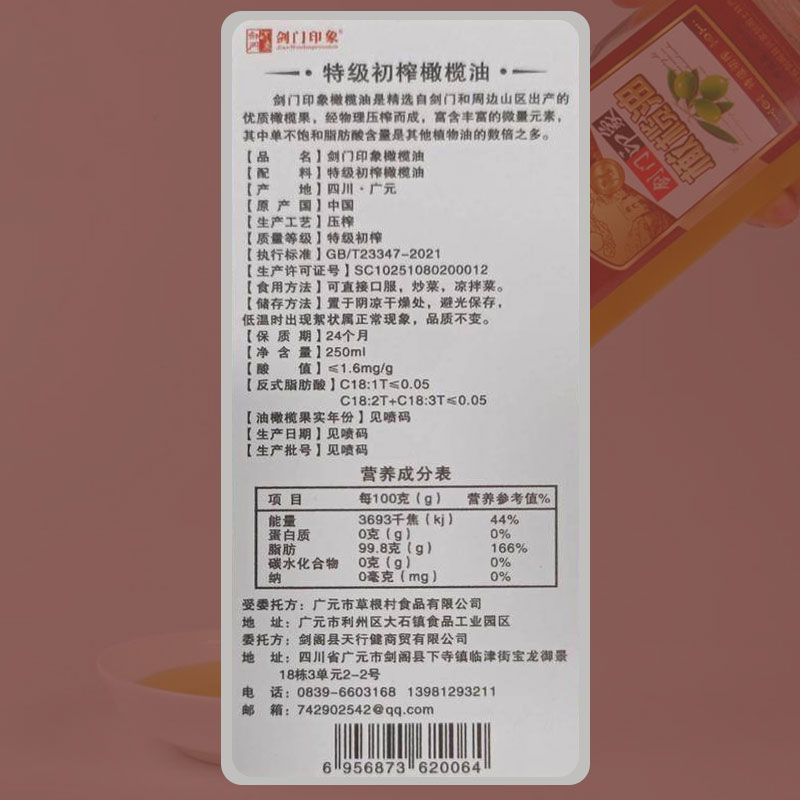 剑门印象®
特级初榨橄榄油
剑门印象橄榄油是精选自剑门和周边山区出产的
优质橄榄果，经物理压榨而成，富含丰富的微量元素，
其中单不饱和脂肪酸含量是其他植物油的数倍之多。
【品 名】剑门印象橄榄油
【配 料】特级初榨橄榄油
【产 地】四川·广元
【原 产 国】中国
【生产工艺】压榨
【质量等级】特级初榨
【执行标准】GB/T23347-2021
【生产许可证号】SC10251080200012
【食用方法】可直接口服，炒菜，凉拌菜。
【储存方法】置于阴凉干燥处，避光保存，
低温时出现絮状属正常现象，品质不变。
【保 质 期】24个月
【净 含 量】250ml
【酸 值】≤1.6mg/g
【反式脂肪酸】C18:1T≤0.05
C18:2T+C18:3T≤0.05
【油橄榄果实年份】见喷码
【生产日期】见喷码
【生产批号】见喷码
营养成分表
项 目 每100克（g） 营养参考值%
能量 3693千焦（kj） 44%
蛋白质 0克（g） 0%
脂肪 99.8克（g） 166%
碳水化合物 0克（g） 0%
纳 0毫克（mg） 0%
受委托方：广元市草根村食品有限公司
地 址：广元市利州区大石镇食品工业园区
委托方：剑阁县天行健商贸有限公司
地 址：四川省广元市剑阁县下寺镇临津街宝龙御景
18栋3单元2-2号
电 话：0839-6603168 13981293211
邮 箱：742902542@qq.com
6 956873 620064
剑门印象
橄榄油